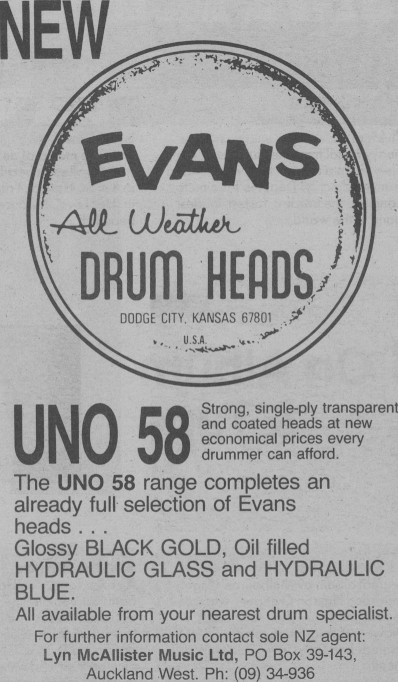 NEW
EVANS
All Weather
DRUM HEADS
DODGE CITY, KANSAS 67801
U.S.A.
UNO 58
Strong, single-ply transparent
and coated heads at new
economical prices every
drummer can afford.
The UNO 58 range completes an
already full selection of Evans
heads . . .
Glossy BLACK GOLD, Oil filled
HYDRAULIC GLASS and HYDRAULIC
BLUE.
All available from your nearest drum specialist.
For further information contact sole NZ agent:
Lyn McAllister Music Ltd, PO Box 39-143,
Auckland West. Ph: (09) 34-936